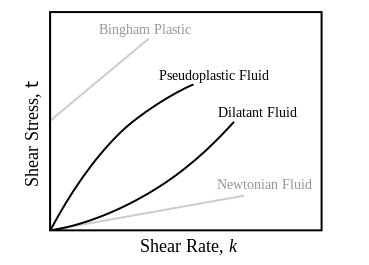 Bingham Plastic
Pseudoplastic Fluid
Dilatant Fluid
Newtonian Fluid
Shear Stress, t
Shear Rate, k